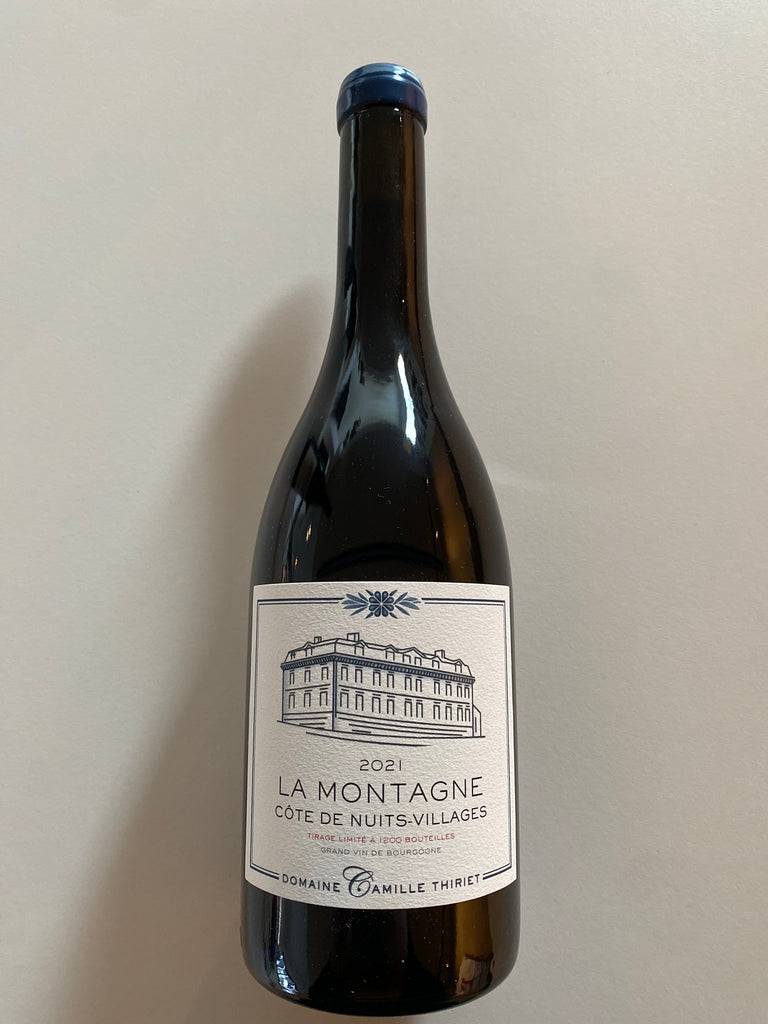 2021
LA MONTAGNE
CÔTE DE NUITS-VILLAGES
TIRAGE LIMITÉ À 1200 BOUTEILLES
GRAND VIN DE BOURGOGNE
DOMAINE CAMILLE THIRIET